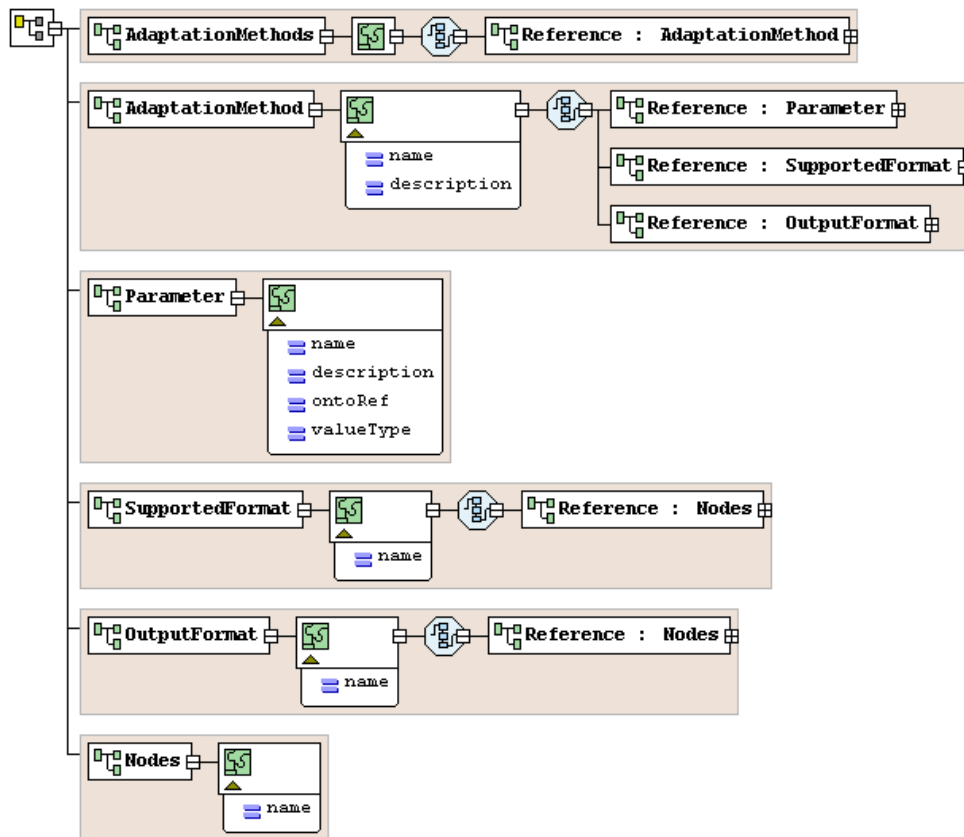 AdaptationMethods Reference : AdaptationMethod
AdaptationMethod Reference : Parameter
name
Reference : SupportedFormat
description
Reference : OutputFormat
Parameter
name
description
ontoRef
valueType
SupportedFormat Reference : Nodes
name
OutputFormat Reference : Nodes
name
Nodes
name